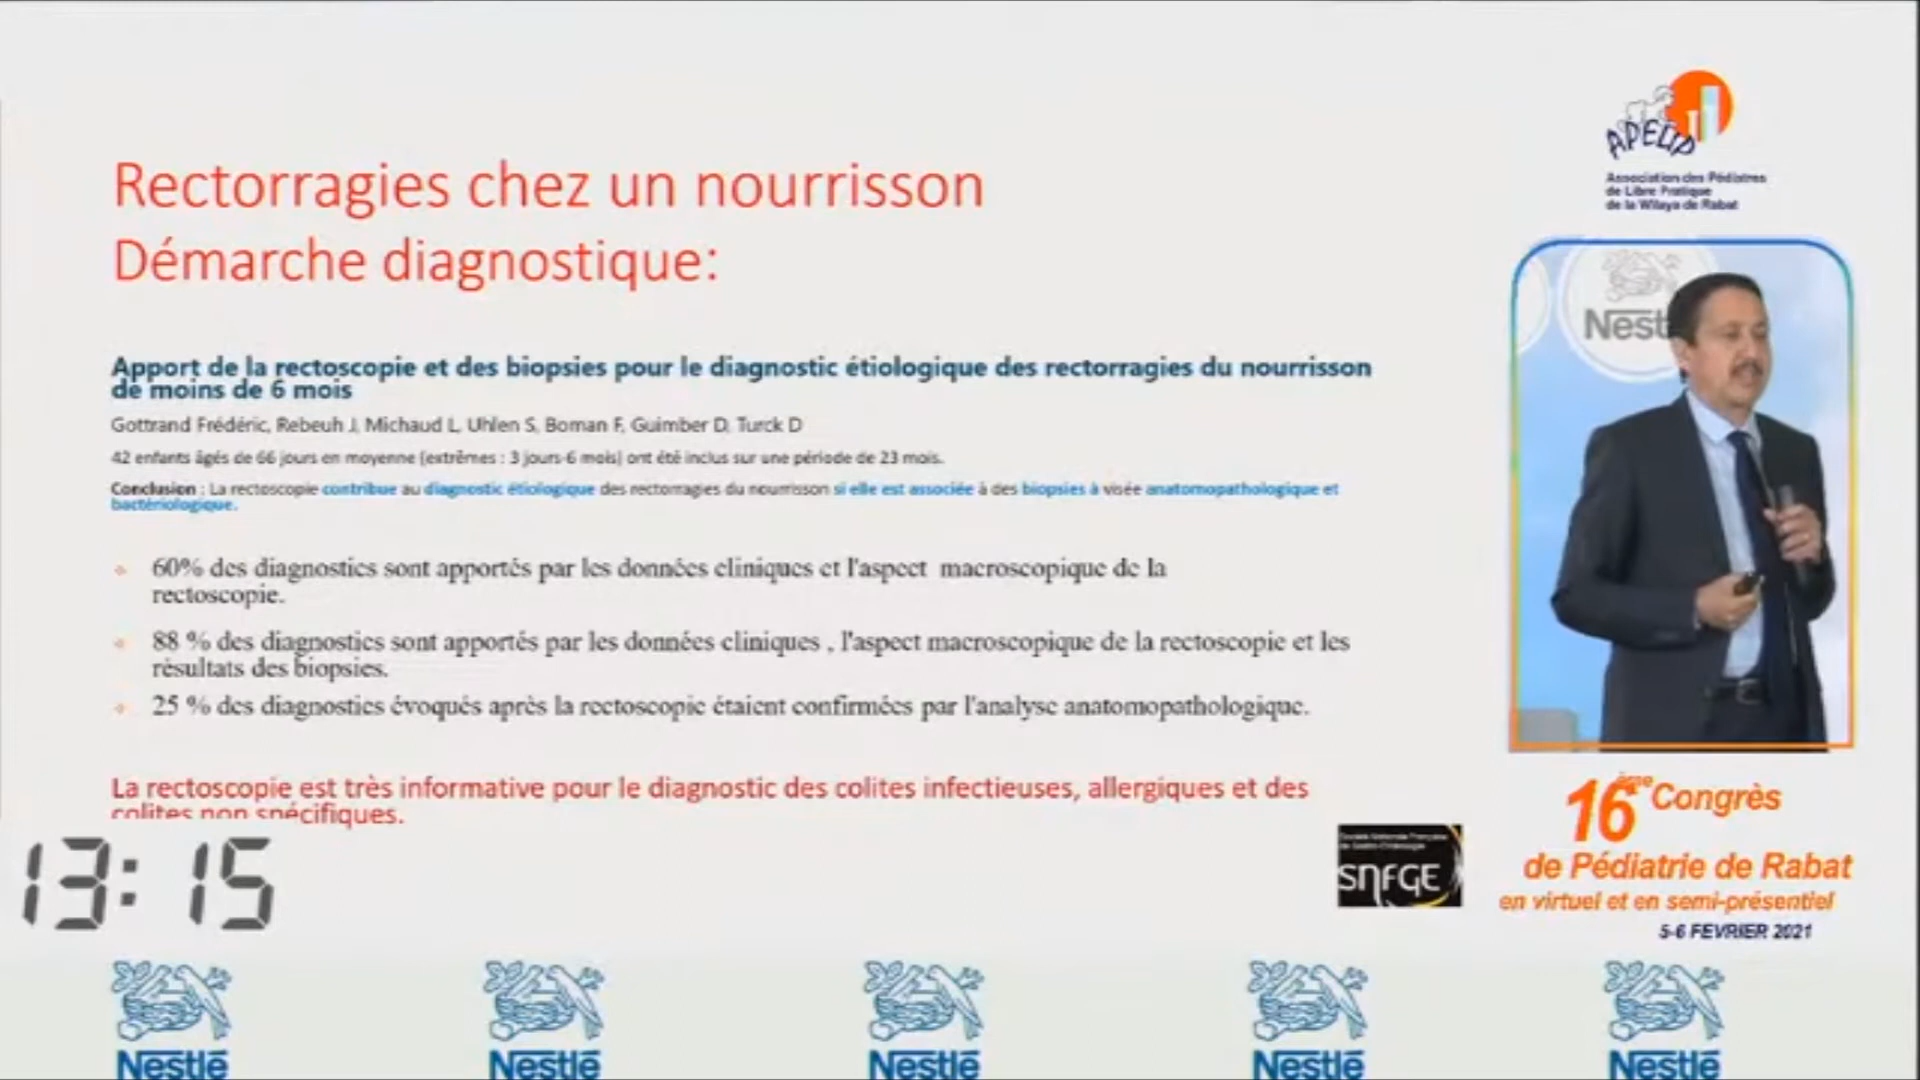 Rectorragies chez un nourrisson
Démarche diagnostique:
Apport de la rectoscopie et des biopsies pour le diagnostic étiologique des rectorragies du nourrisson
de moins de 6 mois
Gottrand Frédéric, Rebeuh J, Michaud L, Uhlen S, Boman F, Guimber D, Turck D
42 enfants âgés de 66 jours en moyenne (extrêmes : 3 jours-6 mois) ont été inclus sur une période de 23 mois.
Conclusion : La rectoscopie contribue au diagnostic étiologique des rectorragies du nourrisson si elle est associée à des biopsies à visée anatomopathologique et
bactériologique.
60% des diagnostics sont apportés par les données cliniques et l'aspect macroscopique de la
rectoscopie.
88 % des diagnostics sont apportés par les données cliniques , l'aspect macroscopique de la rectoscopie et les
résultats des biopsies.
25 % des diagnostics évoqués après la rectoscopie étaient confirmées par l'analyse anatomopathologique.
La rectoscopie est très informative pour le diagnostic des colites infectieuses, allergiques et des
colites non spécifiques.
13:15
SNFGE
APELIP
Association des Pédiatres
de Libre Pratique
de la Wilaya de Rabat
Nest
16ème Congrès
de Pédiatrie de Rabat
en virtuel et en semi-présentiel
5-6 FEVRIER 2021
Nestlé
Nestlé
Nestlé
Nestlé
Nestlé